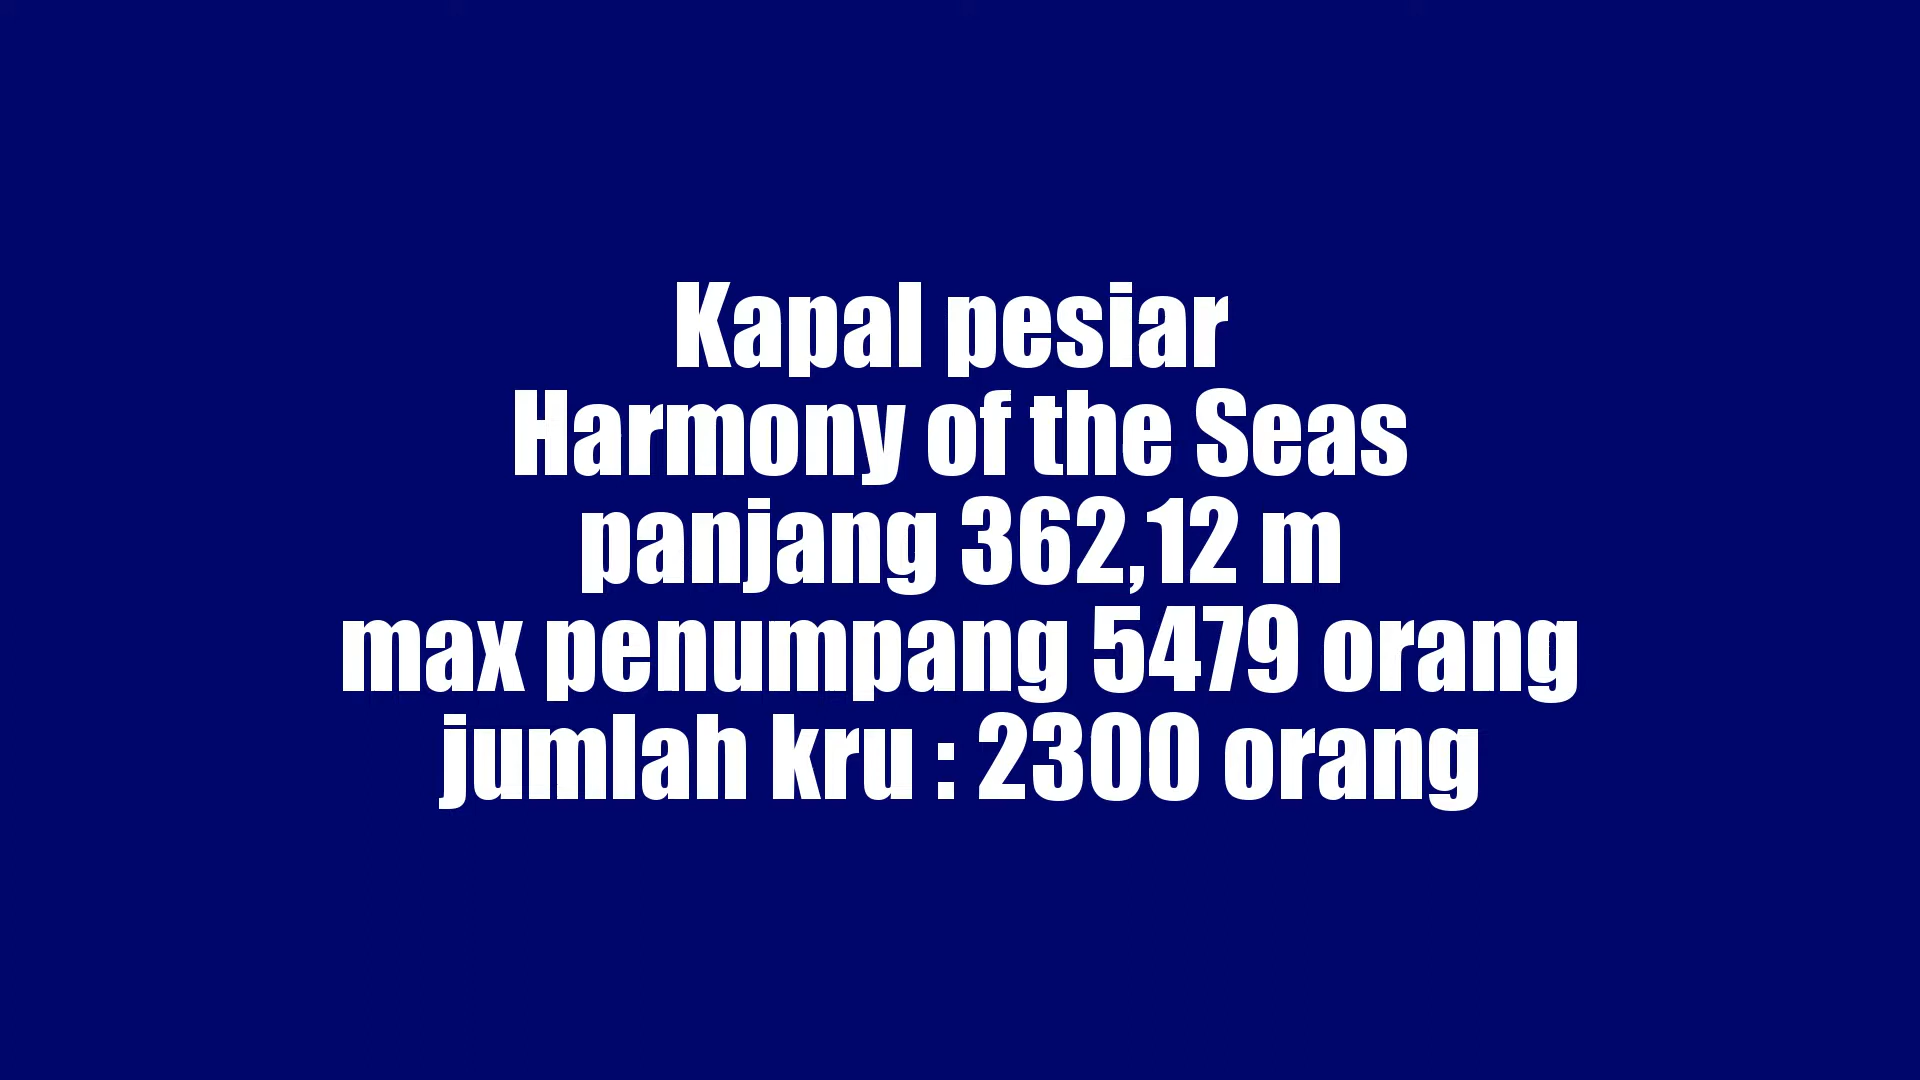 Kapal pesiar
Harmony of the Seas
panjang 362,12 m
max penumpang 5479 orang
jumlah kru : 2300 orang